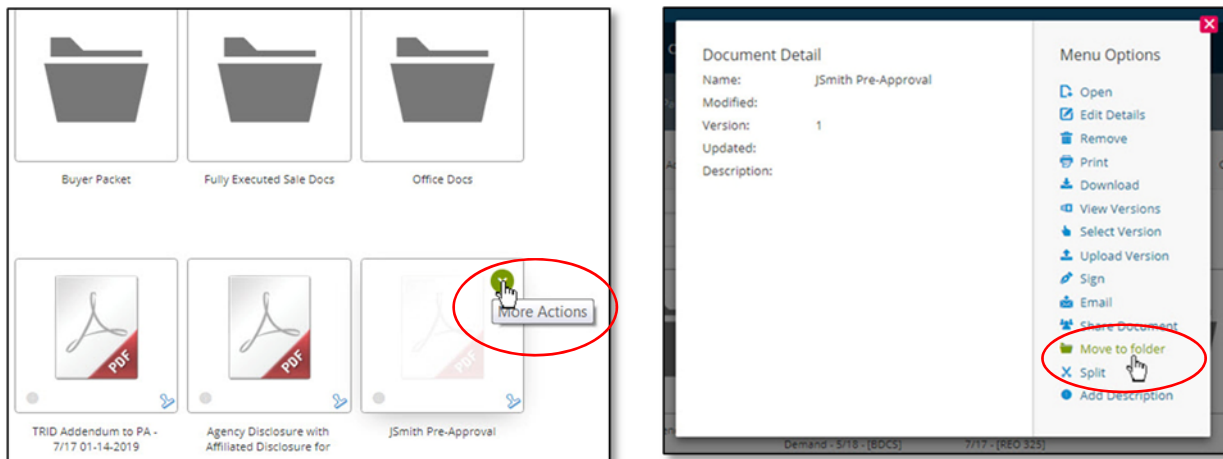 Buyer Packet
Fully Executed Sale Docs
Office Docs
More Actions
PDF
PDF
PDF
TRID Addendum to PA -
7/17 01-14-2019
Agency Disclosure with
Affiliated Disclosure for
JSmith Pre-Approval
Document Detail
Name: JSmith Pre-Approval
Modified:
Version: 1
Updated:
Description:
Menu Options
Open
Edit Details
Remove
Print
Download
View Versions
Select Version
Upload Version
Sign
Email
Share Document
Move to folder
Split
Add Description
Demand - 5/18 - [BDCS]
7/17 - [REO 325]